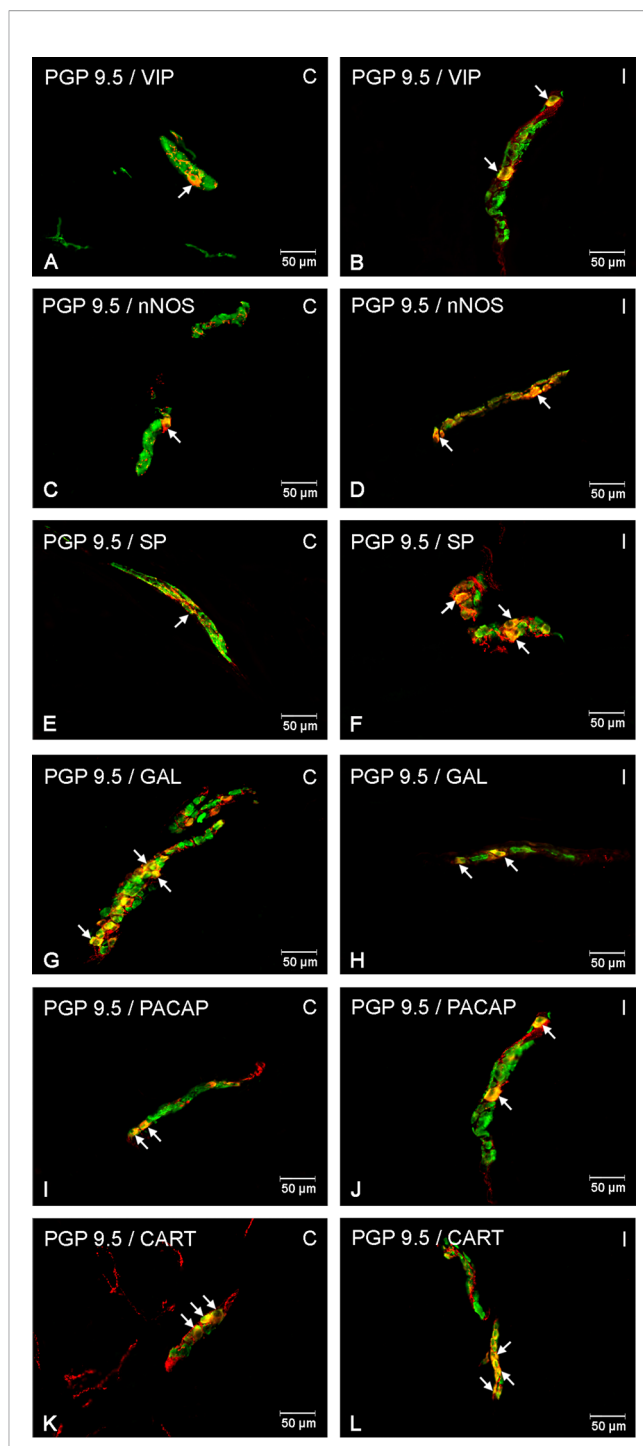 PGP 9.5 / VIP C
A 50 µm
PGP 9.5 / VIP I
B 50 µm
PGP 9.5 / nNOS C
C 50 µm
PGP 9.5 / nNOS I
D 50 µm
PGP 9.5 / SP C
E 50 µm
PGP 9.5 / SP I
F 50 µm
PGP 9.5 / GAL C
G 50 µm
PGP 9.5 / GAL I
H 50 µm
PGP 9.5 / PACAP C
I 50 µm
PGP 9.5 / PACAP I
J 50 µm
PGP 9.5 / CART C
K 50 µm
PGP 9.5 / CART I
L 50 µm